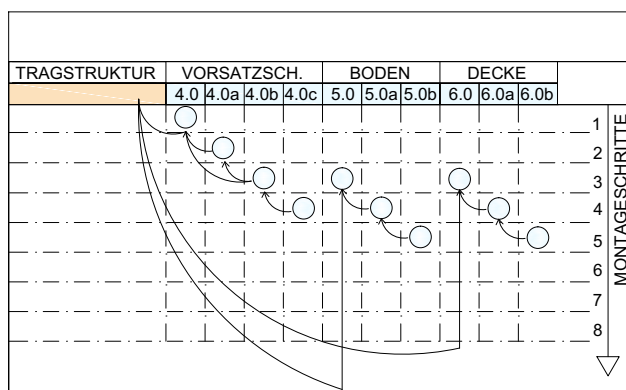 TRAGSTRUKTUR VORSATZSCH. BODEN DECKE
4.0 4.0a 4.0b 4.0c 5.0 5.0a 5.0b 6.0 6.0a 6.0b
1
2
3
4
5
6
7
8
MONTAGESCHRITTE